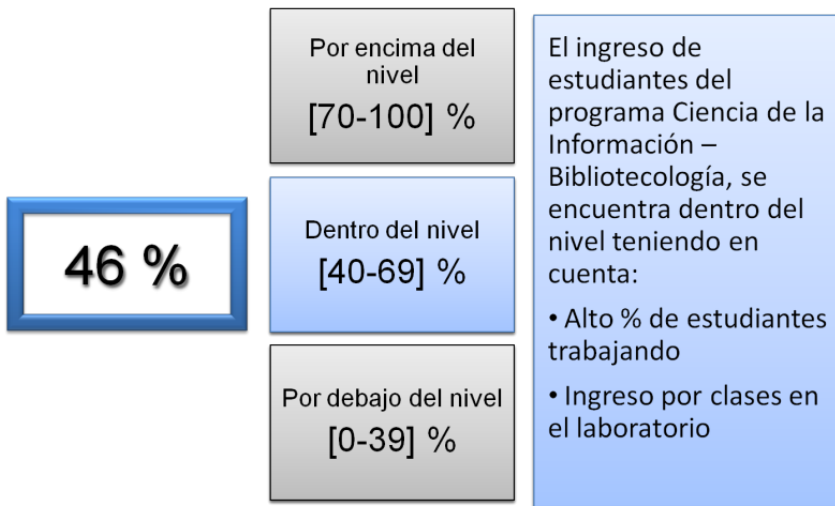 46 %
Por encima del
nivel
[70-100] %
Dentro del nivel
[40-69] %
Por debajo del nivel
[0-39] %
El ingreso de
estudiantes del
programa Ciencia de la
Información –
Bibliotecología, se
encuentra dentro del
nivel teniendo en
cuenta:
• Alto % de estudiantes
trabajando
• Ingreso por clases en
el laboratorio